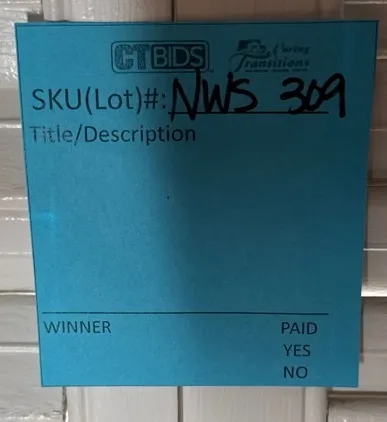 CTBIDS
Caring
Transitions
SKU(Lot)#: NWS 309
Title/Description
WINNER
PAID
YES
NO